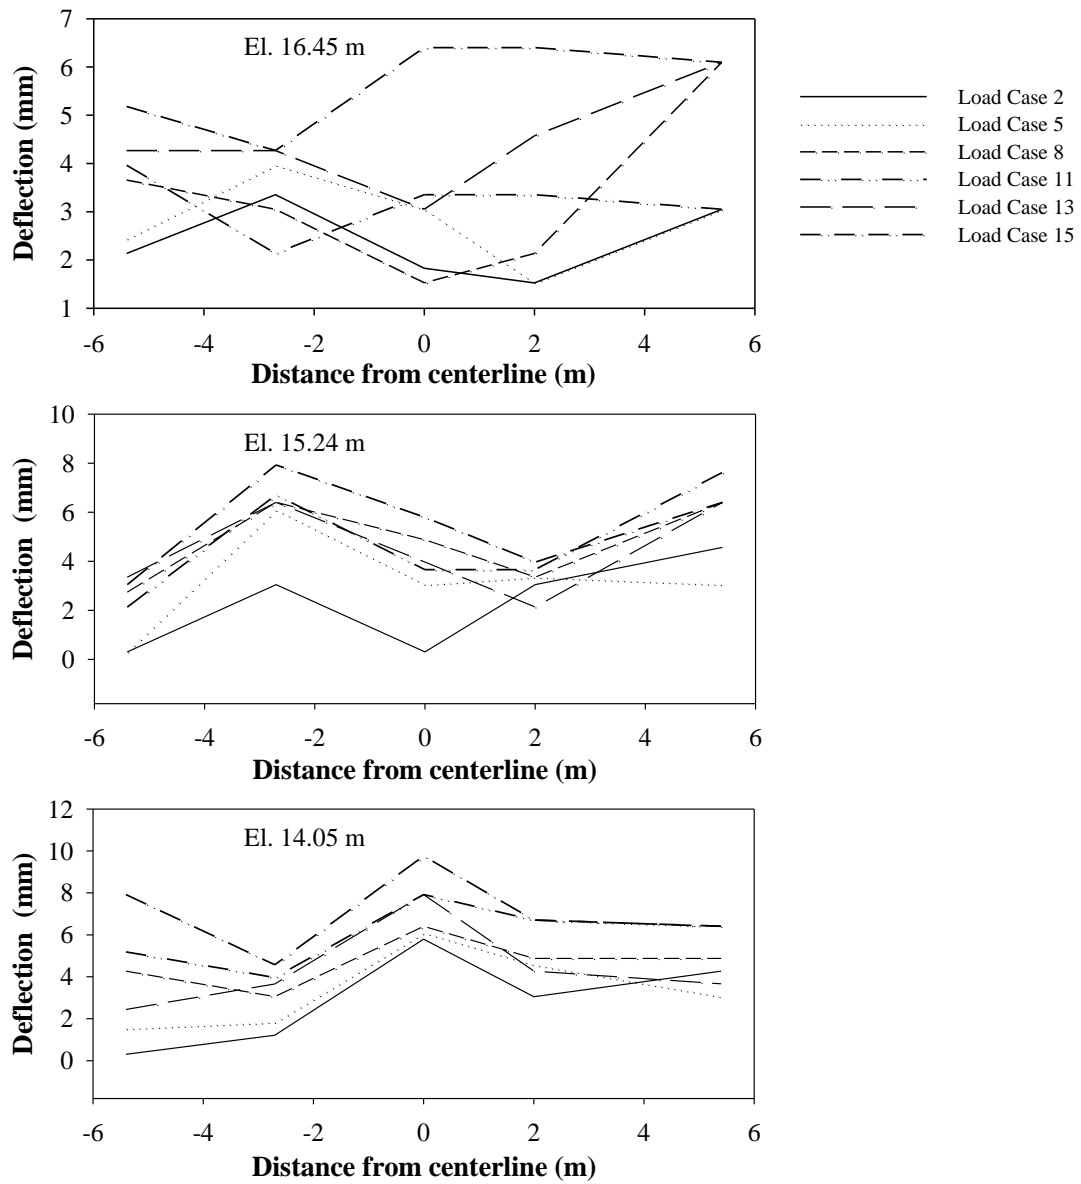 7
6
5
4
3
2
1
Deflection (mm)
El. 16.45 m
-6 -4 -2 0 2 4 6
Distance from centerline (m)
Load Case 2
Load Case 5
Load Case 8
Load Case 11
Load Case 13
Load Case 15
10
8
6
4
2
0
Deflection (mm)
El. 15.24 m
-6 -4 -2 0 2 4 6
Distance from centerline (m)
12
10
8
6
4
2
0
Deflection (mm)
El. 14.05 m
-6 -4 -2 0 2 4 6
Distance from centerline (m)